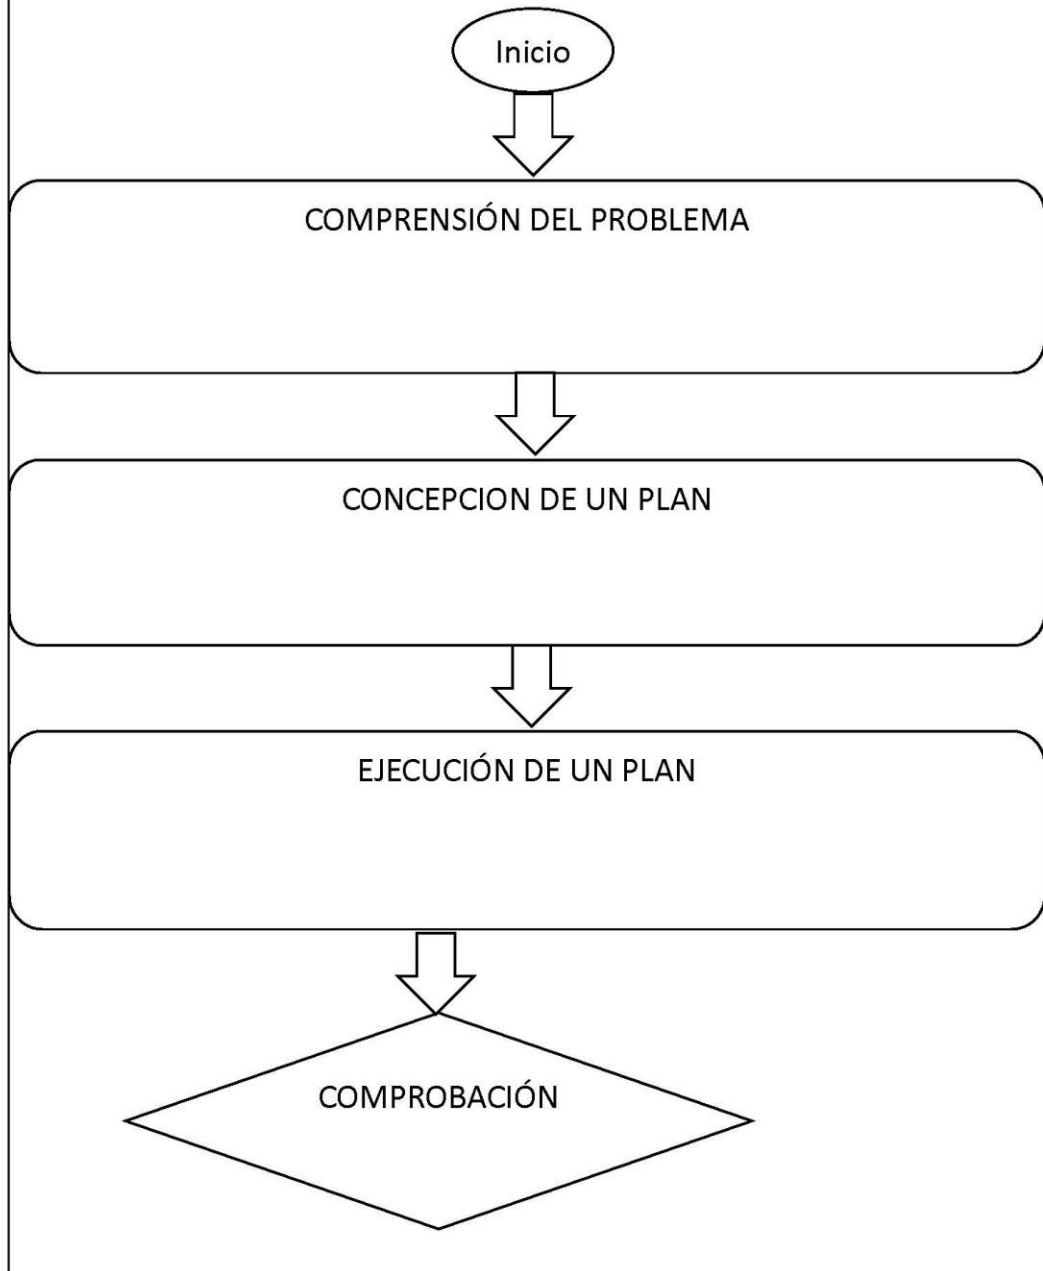 Inicio
COMPRENSIÓN DEL PROBLEMA
CONCEPCION DE UN PLAN
EJECUCIÓN DE UN PLAN
COMPROBACIÓN